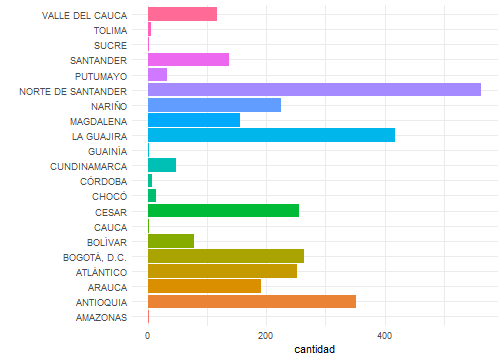 VALLE DEL CAUCA
TOLIMA
SUCRE
SANTANDER
PUTUMAYO
NORTE DE SANTANDER
NARIÑO
MAGDALENA
LA GUAJIRA
GUAINÍA
CUNDINAMARCA
CÓRDOBA
CHOCÓ
CESAR
CAUCA
BOLÍVAR
BOGOTÁ, D.C.
ATLÁNTICO
ARAUCA
ANTIOQUIA
AMAZONAS
0 200 400
cantidad